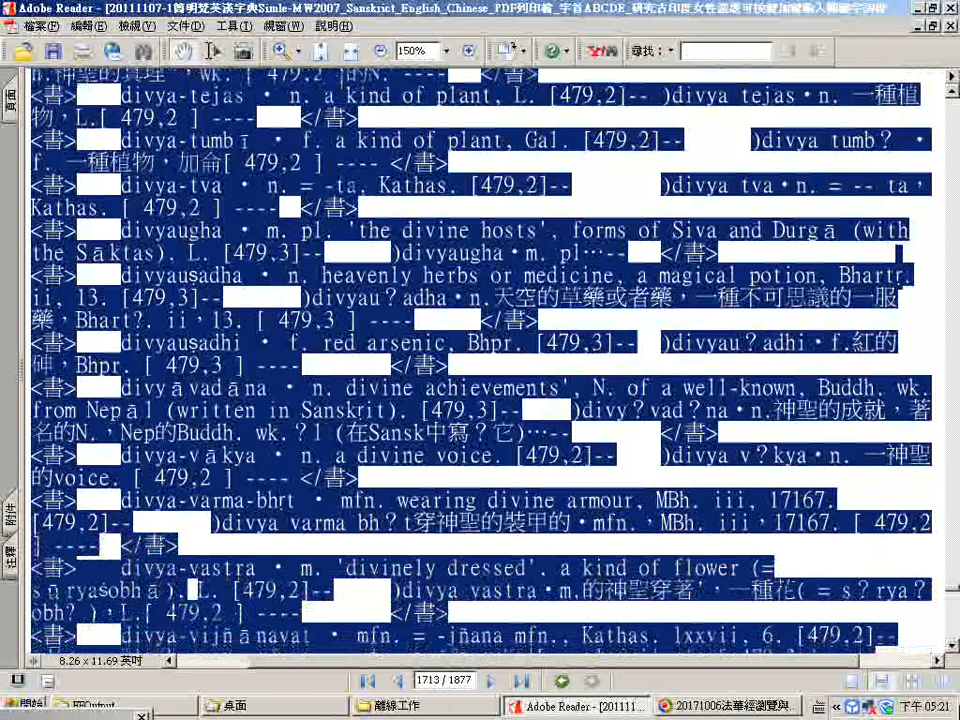 Adobe Reader - [20111107-1簡明梵英漢字典Simle-MW2007_Sanskrict_English_Chinese_PDF列印檔_字首ABCDE_研究古印度女性
檔案(F) 編輯(E) 檢視(V) 文件(D) 工具(T) 視窗(W) 說明(H)
150% 尋找：
頁面
n.神聖的真理 ，wk. [ 479,2 ]的N. ---- </書>
<書> divya-tejas • n. a kind of plant, L. [479,2]-- )divya tejas•n. 一種植
物，L.[ 479,2 ] ---- </書>
<書> divya-tumbī • f. a kind of plant, Gal. [479,2]-- )divya tumb？•
f. 一種植物，加侖[ 479,2 ] ---- </書>
<書> divya-tva • n. = -ta, Kathas. [479,2]-- )divya tva•n. = -- ta，
Kathas. [ 479,2 ] ---- </書>
<書> divyaugha • m. pl. 'the divine hosts', forms of Siva and Durgā (with
the Sāktas), L. [479,3]-- )divyaugha•m. pl…-- </書>
<書> divyauṣadha • n. heavenly herbs or medicine, a magical potion, Bhartr.
ii, 13. [479,3]-- )divyau？adha•n.天空的草藥或者藥，一種不可思議的一服
藥，Bhart?. ii，13. [ 479,3 ] ---- </書>
<書> divyauṣadhi • f. red arsenic, Bhpr. [479,3]-- )divyau？adhi•f.紅的
砷，Bhpr. [ 479,3 ] ---- </書>
<書> divyāvadāna • n. divine achievements', N. of a well-known, Buddh. wk.
from Nepāl (written in Sanskrit). [479,3]-- )divy？vad？na•n.神聖的成就，著
名的N.，Nep的Buddh. wk.？l (在Sansk中寫？它)…-- </書>
<書> divya-vākya • n. a divine voice. [479,2]-- )divya v？kya•n. 一神聖
的voice. [ 479,2 ] ---- </書>
<書> divya-varma-bhṛt • mfn. wearing divine armour, MBh. iii, 17167.
[479,2]-- )divya varma bh？t穿神聖的裝甲的•mfn.，MBh. iii，17167. [ 479,2
] ---- </書>
<書> divya-vastra • m. 'divinely dressed', a kind of flower (=
sūryaśobhā), L. [479,2]-- )divya vastra•m.的神聖穿著'，一種花( = s？rya？
obh？)，L.[ 479,2 ] ---- </書>
<書> divya-vijñānavat • mfn. = -jñana mfn., Kathas. lxxvii, 6. [479,2]--
附件
注釋
8.26 x 11.69 英吋
1713 / 1877
開始 桌面 離線工作 Adobe Reader - [201111... 20171006法華經瀏覽與... 下午 05:21